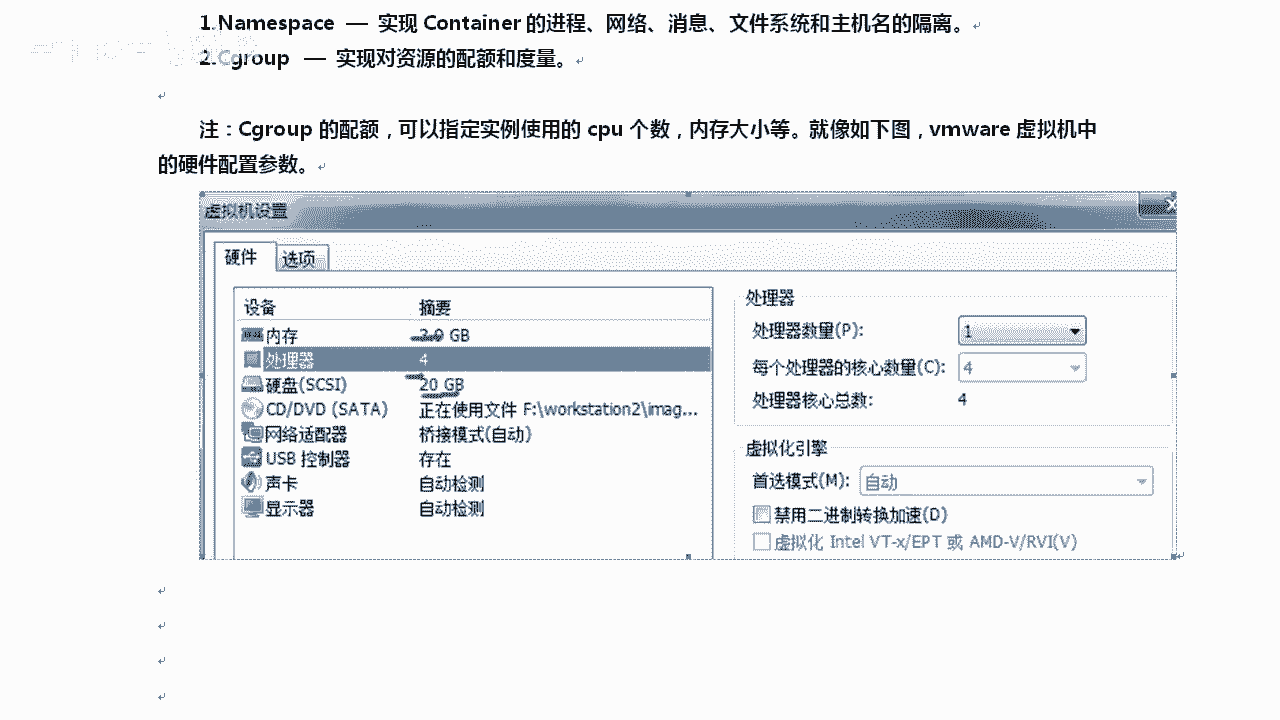 1.Namespace — 实现 Container 的进程、网络、消息、文件系统和主机名的隔离。
2.Cgroup — 实现对资源的配额和度量。
注：Cgroup 的配额，可以指定实例使用的 cpu 个数，内存大小等。就像如下图，vmware 虚拟机中
的硬件配置参数。
虚拟机设置
硬件 选项
设备 摘要
内存 GB
处理器 4
硬盘(SCSI) 20 GB
CD/DVD (SATA) 正在使用文件 F:\workstation2\imag...
网络适配器 桥接模式(自动)
USB 控制器 存在
声卡 自动检测
显示器 自动检测
处理器
处理器数量(P): 1
每个处理器的核心数量(C): 4
处理器核心总数: 4
虚拟化引擎
首选模式(M): 自动
禁用二进制转换加速(D)
虚拟化 Intel VT-x/EPT 或 AMD-V/RVI(V)